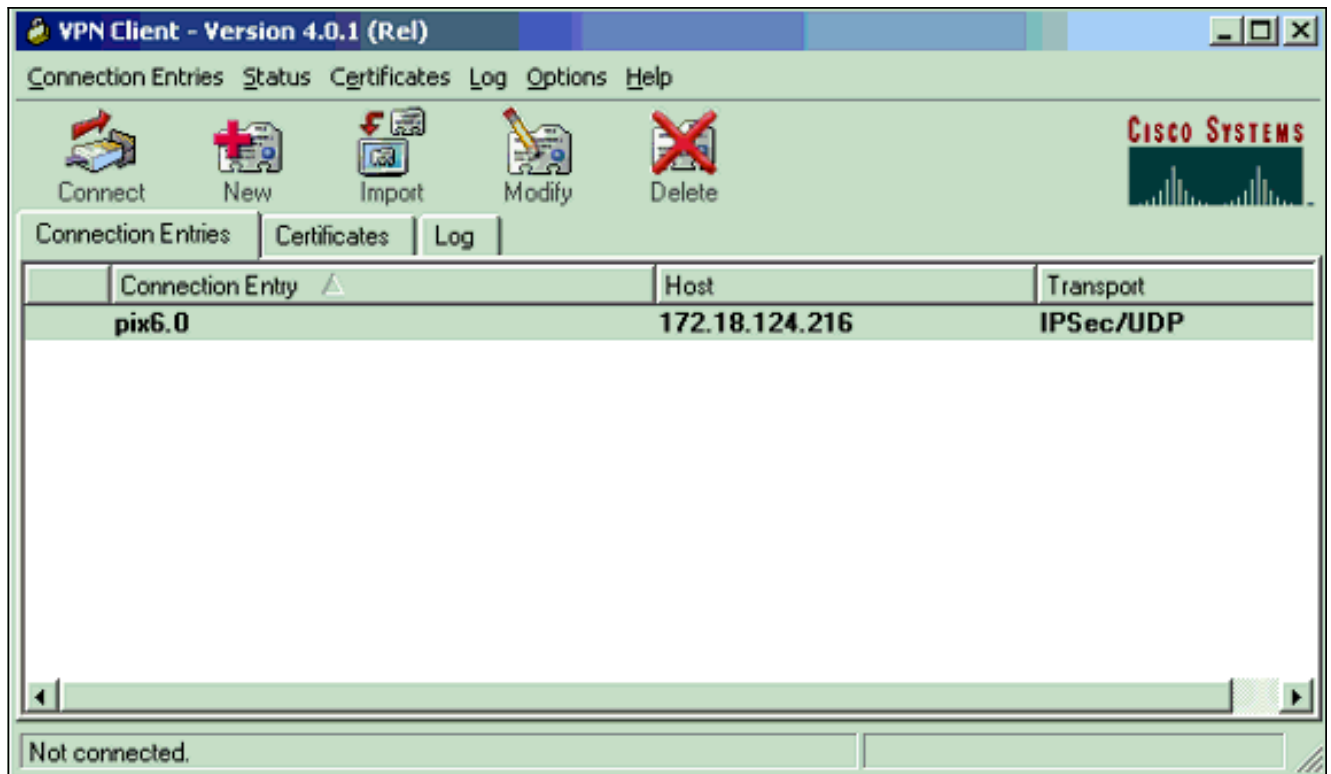 VPN Client - Version 4.0.1 (Rel)
Connection Entries Status Certificates Log Options Help
Connect New Import Modify Delete
CISCO SYSTEMS
Connection Entries Certificates Log
Connection Entry Host Transport
pix6.0 172.18.124.216 IPSec/UDP
Not connected.